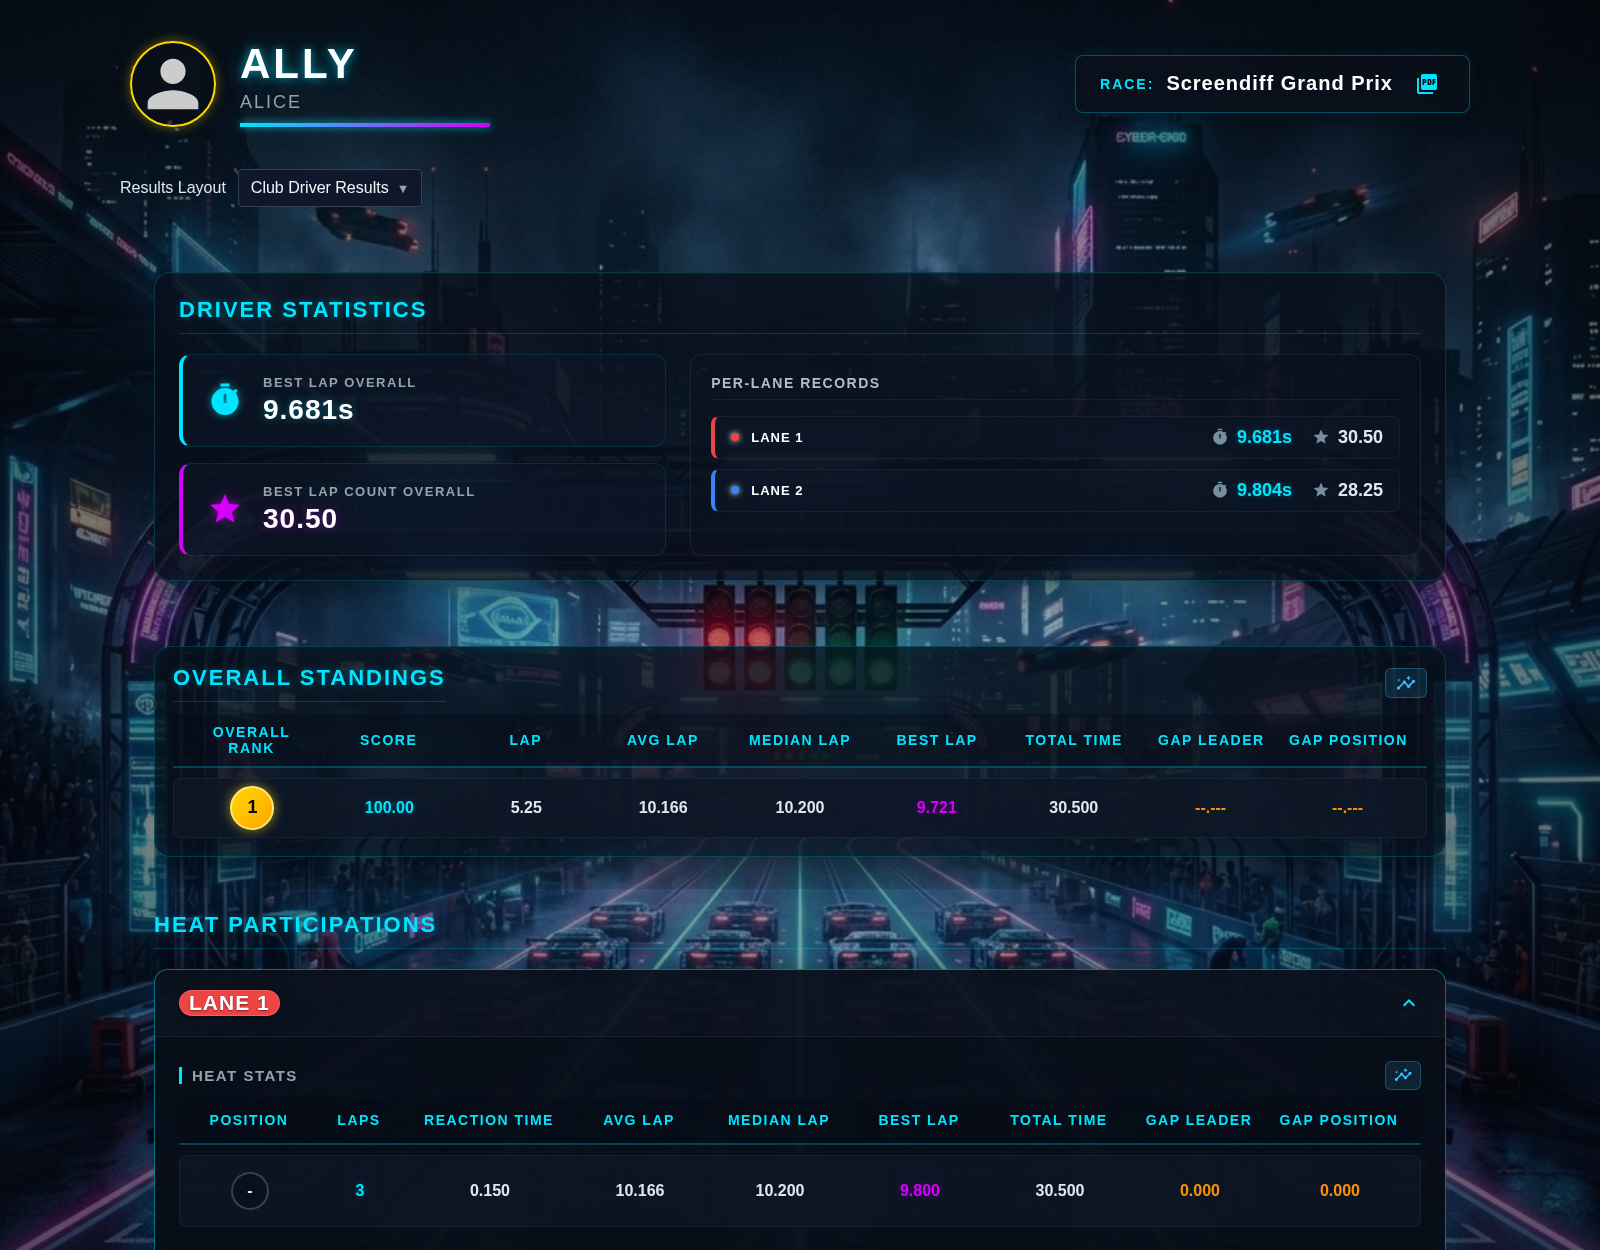 ALLY
ALICE
RACE: Screendiff Grand Prix
PDF
Results Layout Club Driver Results
CYBER-CORD
DRIVER STATISTICS
BEST LAP OVERALL
9.681s
BEST LAP COUNT OVERALL
30.50
PER-LANE RECORDS
LANE 1 9.681s 30.50
LANE 2 9.804s 28.25
OVERALL STANDINGS
OVERALL RANK SCORE LAP AVG LAP MEDIAN LAP BEST LAP TOTAL TIME GAP LEADER GAP POSITION
1 100.00 5.25 10.166 10.200 9.721 30.500 --.--- --.---
HEAT PARTICIPATIONS
LANE 1
HEAT STATS
POSITION LAPS REACTION TIME AVG LAP MEDIAN LAP BEST LAP TOTAL TIME GAP LEADER GAP POSITION
- 3 0.150 10.166 10.200 9.800 30.500 0.000 0.000